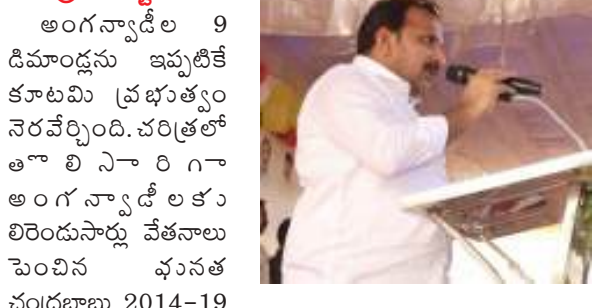 అంగన్వాడీల 9
డిమాండ్లను ఇప్పటికే
కూటమి ప్రభుత్వం
నెరవేర్చింది.చరిత్రలో
తొలిసారిగా
అంగన్వాడీలకు
లిరెండుసార్లు వేతనాలు
పెంచిన ఘనత
చంద్రబాబు 2014-19